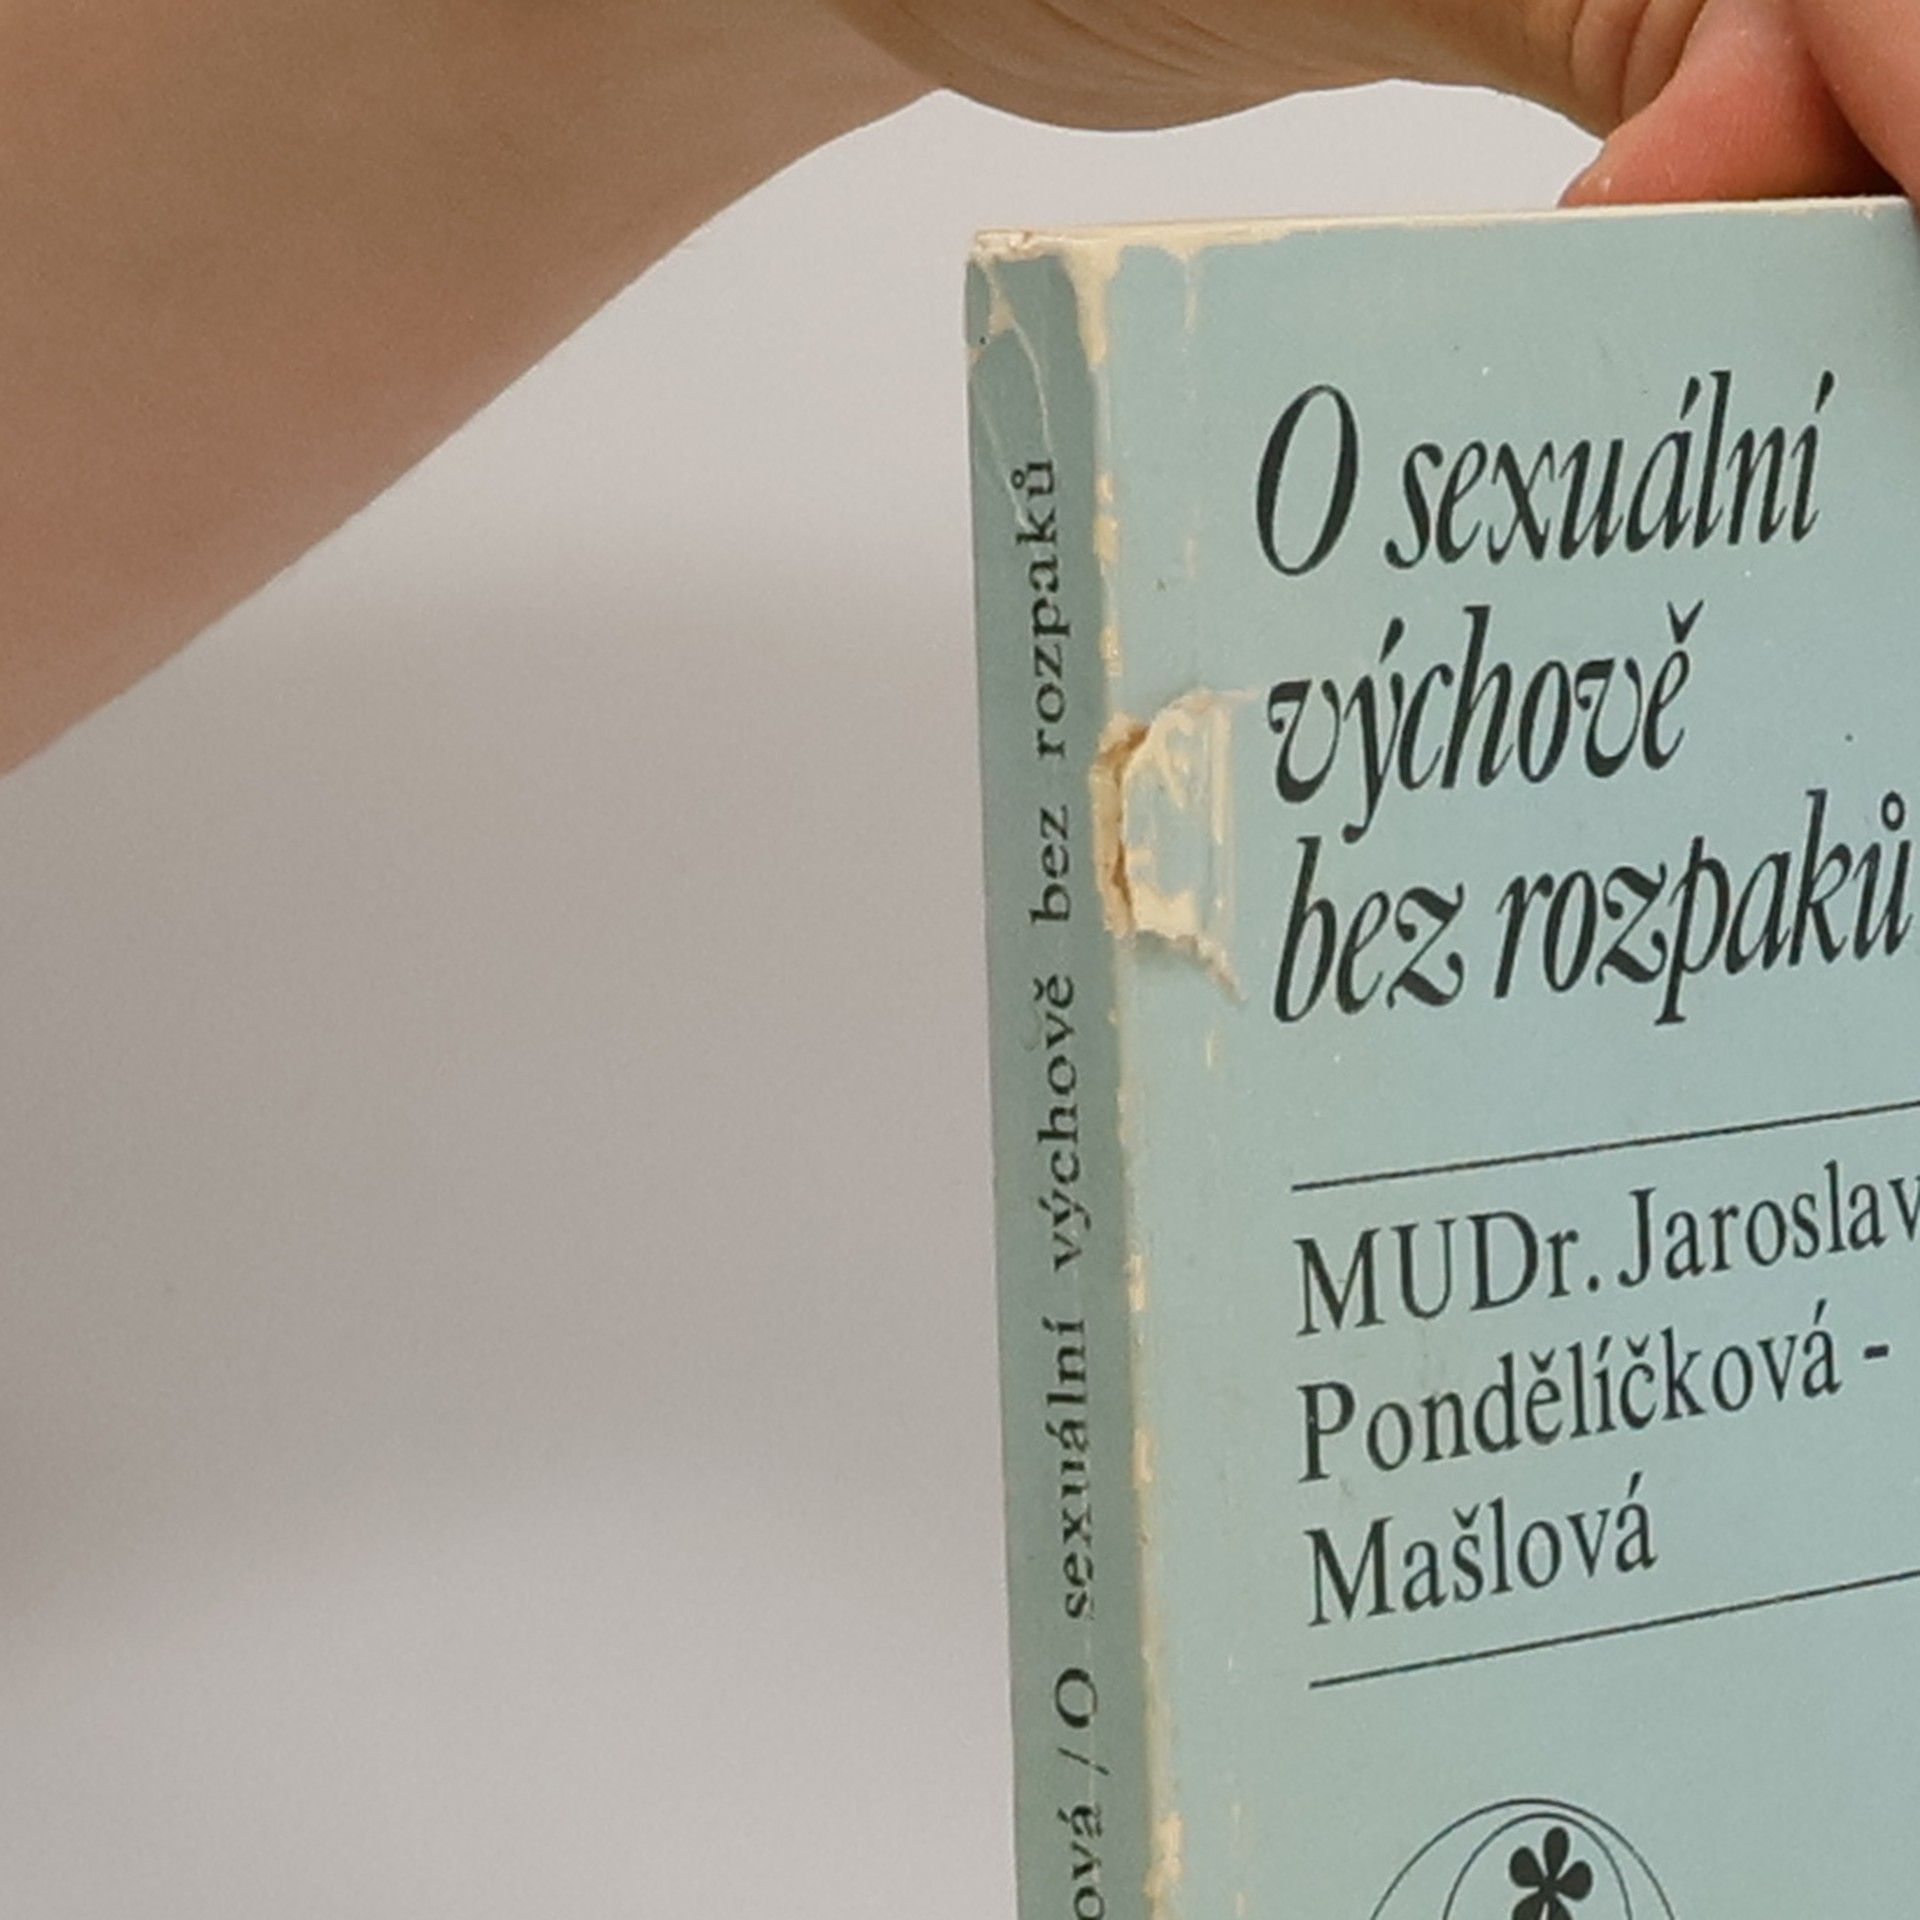 O sexuální
výchově
bez rozpaků
MUDr. Jaroslav
Pondělíčková -
Mašlová
ová / O sexuální výchově bez rozpaků